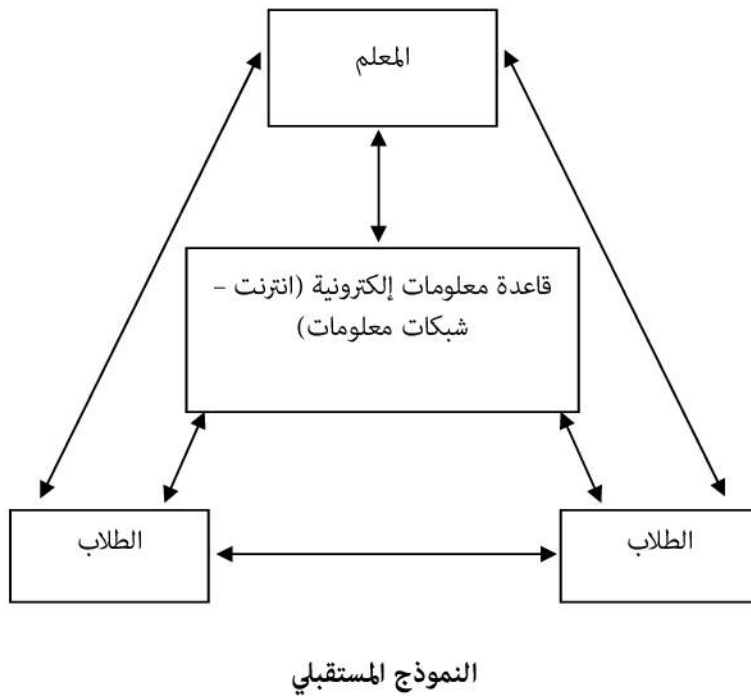 المعلم
قاعدة معلومات إلكترونية (انترنت –
شبكات معلومات)
الطلاب
الطلاب
النموذج المستقبلي